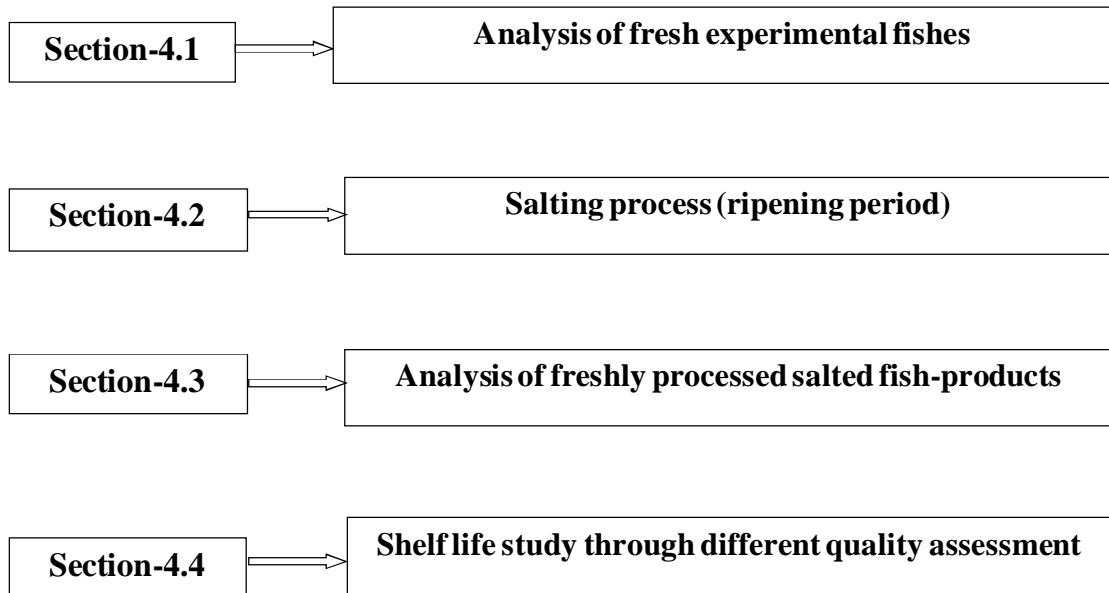 Section-4.1
Analysis of fresh experimental fishes
Section-4.2
Salting process (ripening period)
Section-4.3
Analysis of freshly processed salted fish-products
Section-4.4
Shelf life study through different quality assessment